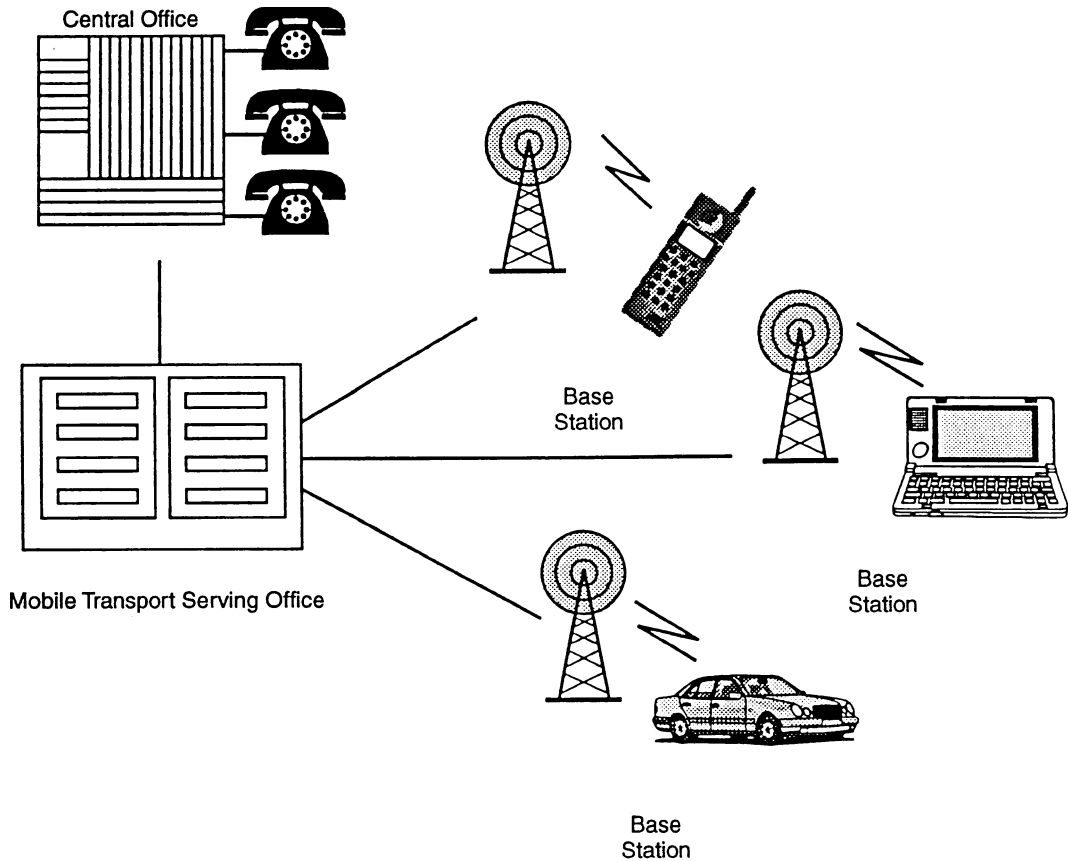 Central Office
Base
Station
Base
Station
Mobile Transport Serving Office
Base
Station